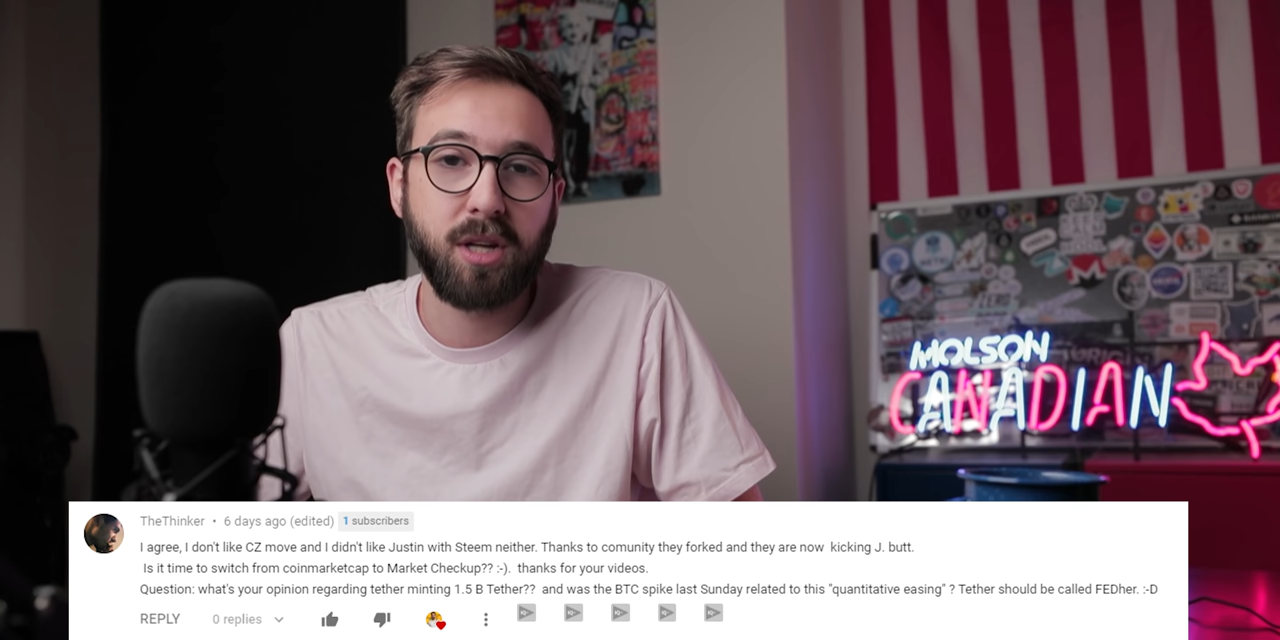 MOLSON
CANADIAN
TheThinker • 6 days ago (edited) 1 subscribers
I agree, I don't like CZ move and I didn't like Justin with Steem neither. Thanks to comunity they forked and they are now kicking J. butt.
Is it time to switch from coinmarketcap to Market Checkup?? :-). thanks for your videos.
Question: what's your opinion regarding tether minting 1.5 B Tether?? and was the BTC spike last Sunday related to this "quantitative easing" ? Tether should be called FEDher. :-D
REPLY 0 replies